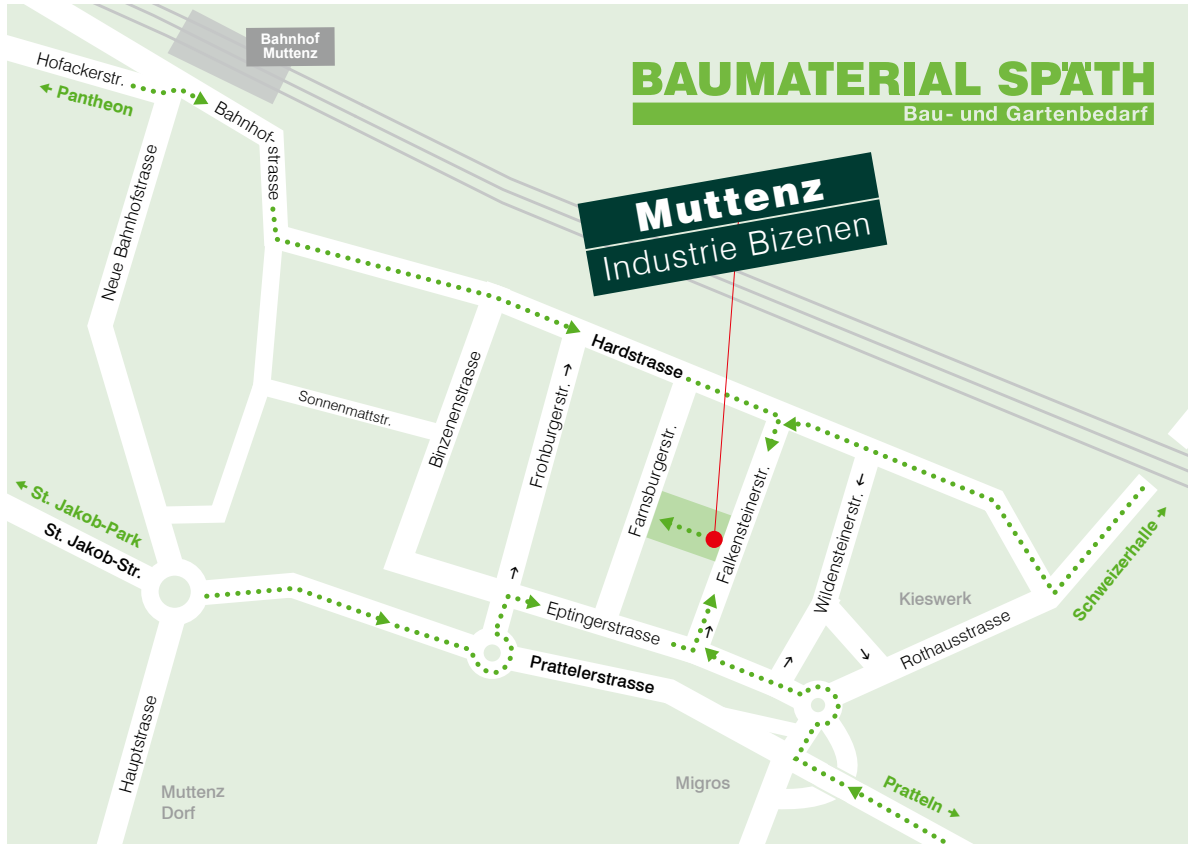 Bahnhof
Muttenz
Hofackerstr.
Pantheon
Bahnhof-
strasse
BAUMATERIAL SPÄTH
Bau- und Gartenbedarf
Muttenz
Industrie Bizenen
Neue Bahnhofstrasse
Hardstrasse
Sonnenmattstr.
Binzenenstrasse
Frohburgerstr.
Farnsburgerstr.
Falkensteinerstr.
Wildensteinerstr.
St. Jakob-Park
St. Jakob-Str.
Kieswerk
Schweizerhalle
Eptingerstrasse
Rothausstrasse
Prattelerstrasse
Hauptstrasse
Muttenz
Dorf
Migros
Pratteln